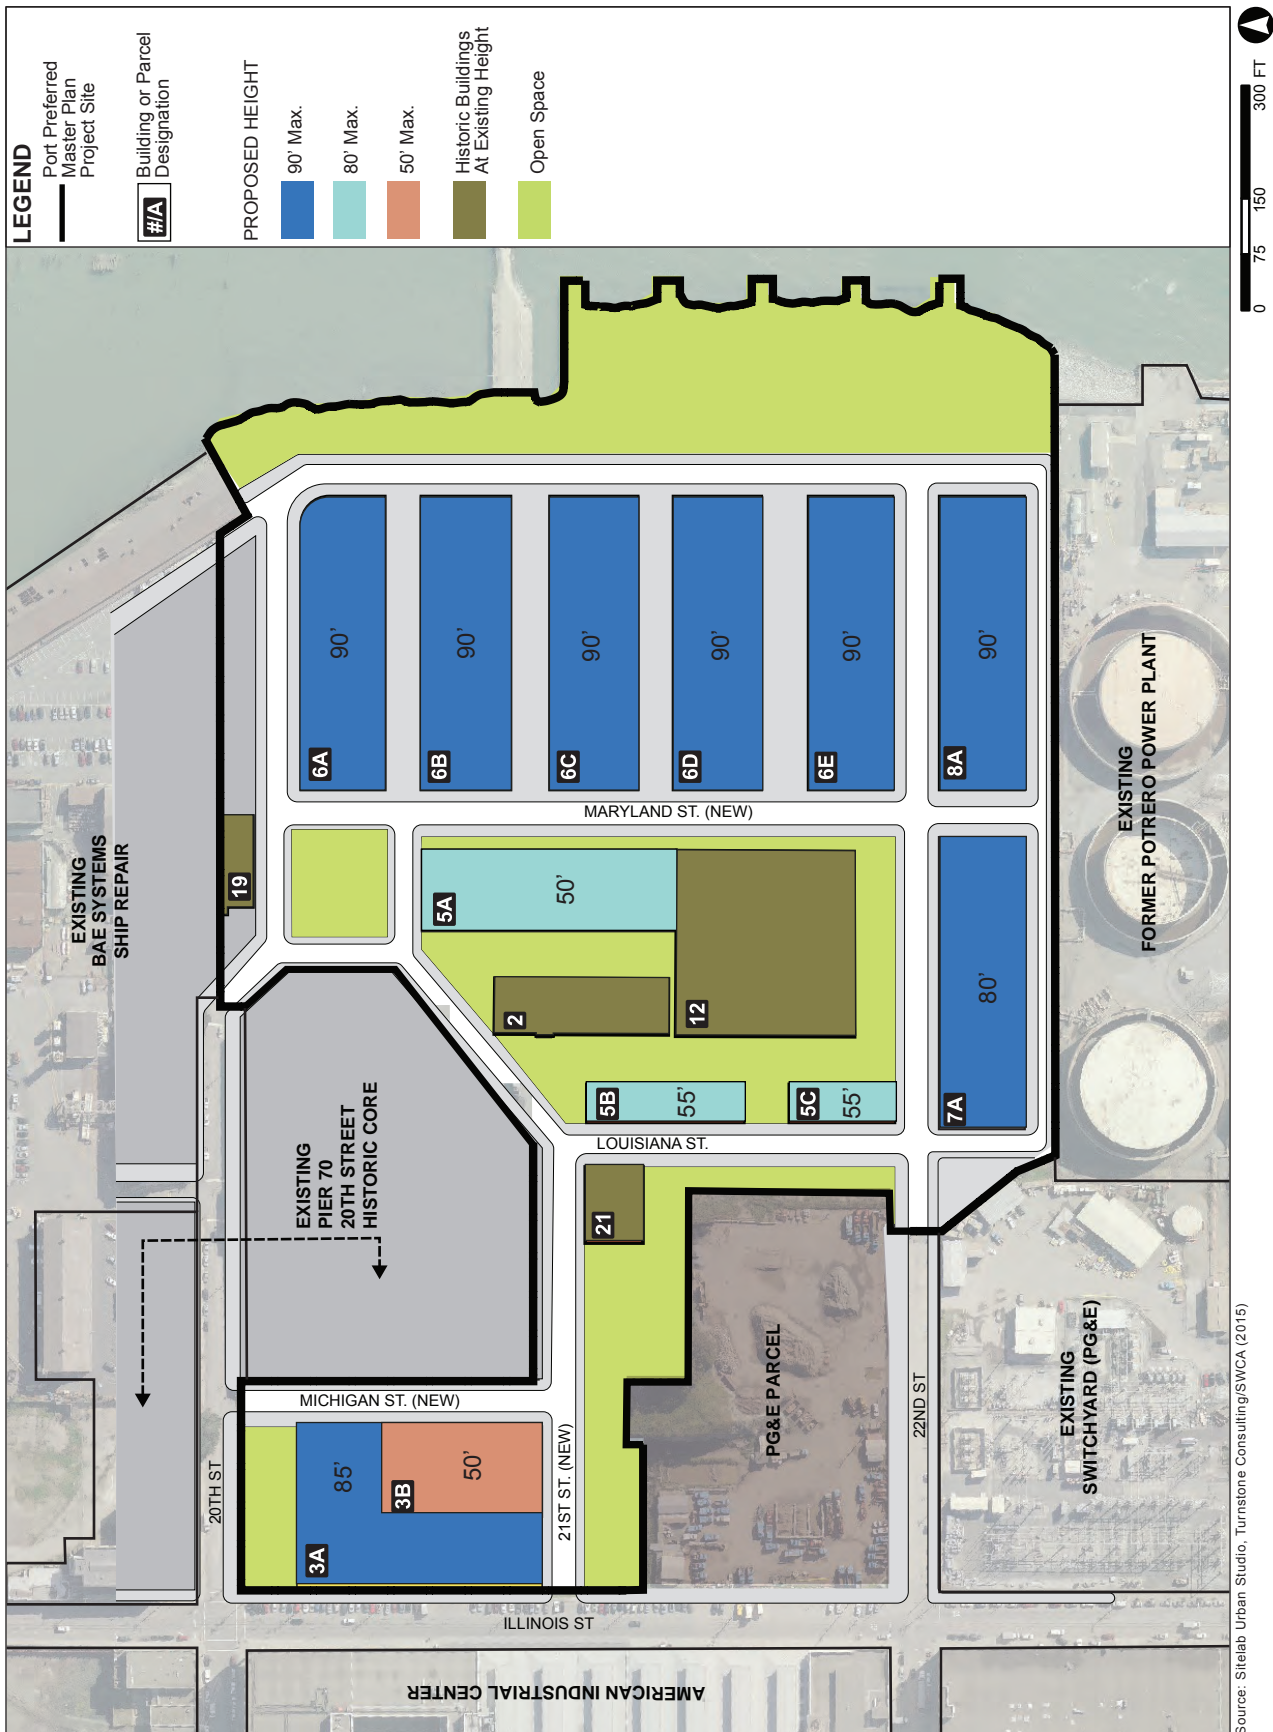 LEGEND
Port Preferred
Master Plan
Project Site
#/A
Building or Parcel
Designation
PROPOSED HEIGHT
90' Max.
80' Max.
50' Max.
Historic Buildings
At Existing Height
Open Space
0
75
150
300 FT
EXISTING
BAE SYSTEMS
SHIP REPAIR
19
EXISTING
PIER 70
20TH STREET
HISTORIC CORE
20TH ST
MICHIGAN ST. (NEW)
3A
85'
3B
50'
21ST ST. (NEW)
ILLINOIS ST
AMERICAN INDUSTRIAL CENTER
6A
90'
6B
90'
6C
90'
6D
90'
6E
90'
8A
90'
MARYLAND ST. (NEW)
5A
50'
2
12
5B
55'
5C
55'
LOUISIANA ST.
21
7A
80'
PG&E PARCEL
22ND ST
EXISTING
FORMER POTRERO POWER PLANT
EXISTING
SWITCHYARD (PG&E)
Source: Sitelab Urban Studio, Turnstone Consulting/SWCA (2015)